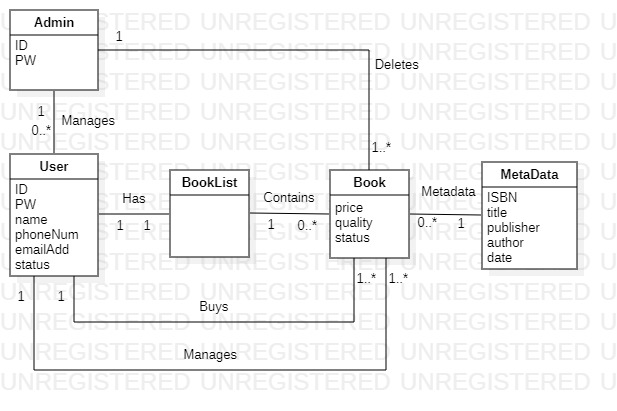 Admin
ID
PW
1
Deletes
1..*
1
0..*
Manages
User
ID
PW
name
phoneNum
emailAdd
status
Has
1
1
BookList
Contains
1
0..*
Book
price
quality
status
Metadata
0..*
1
MetaData
ISBN
title
publisher
author
date
1
1
1..*
1..*
Buys
Manages
UNREGISTERED